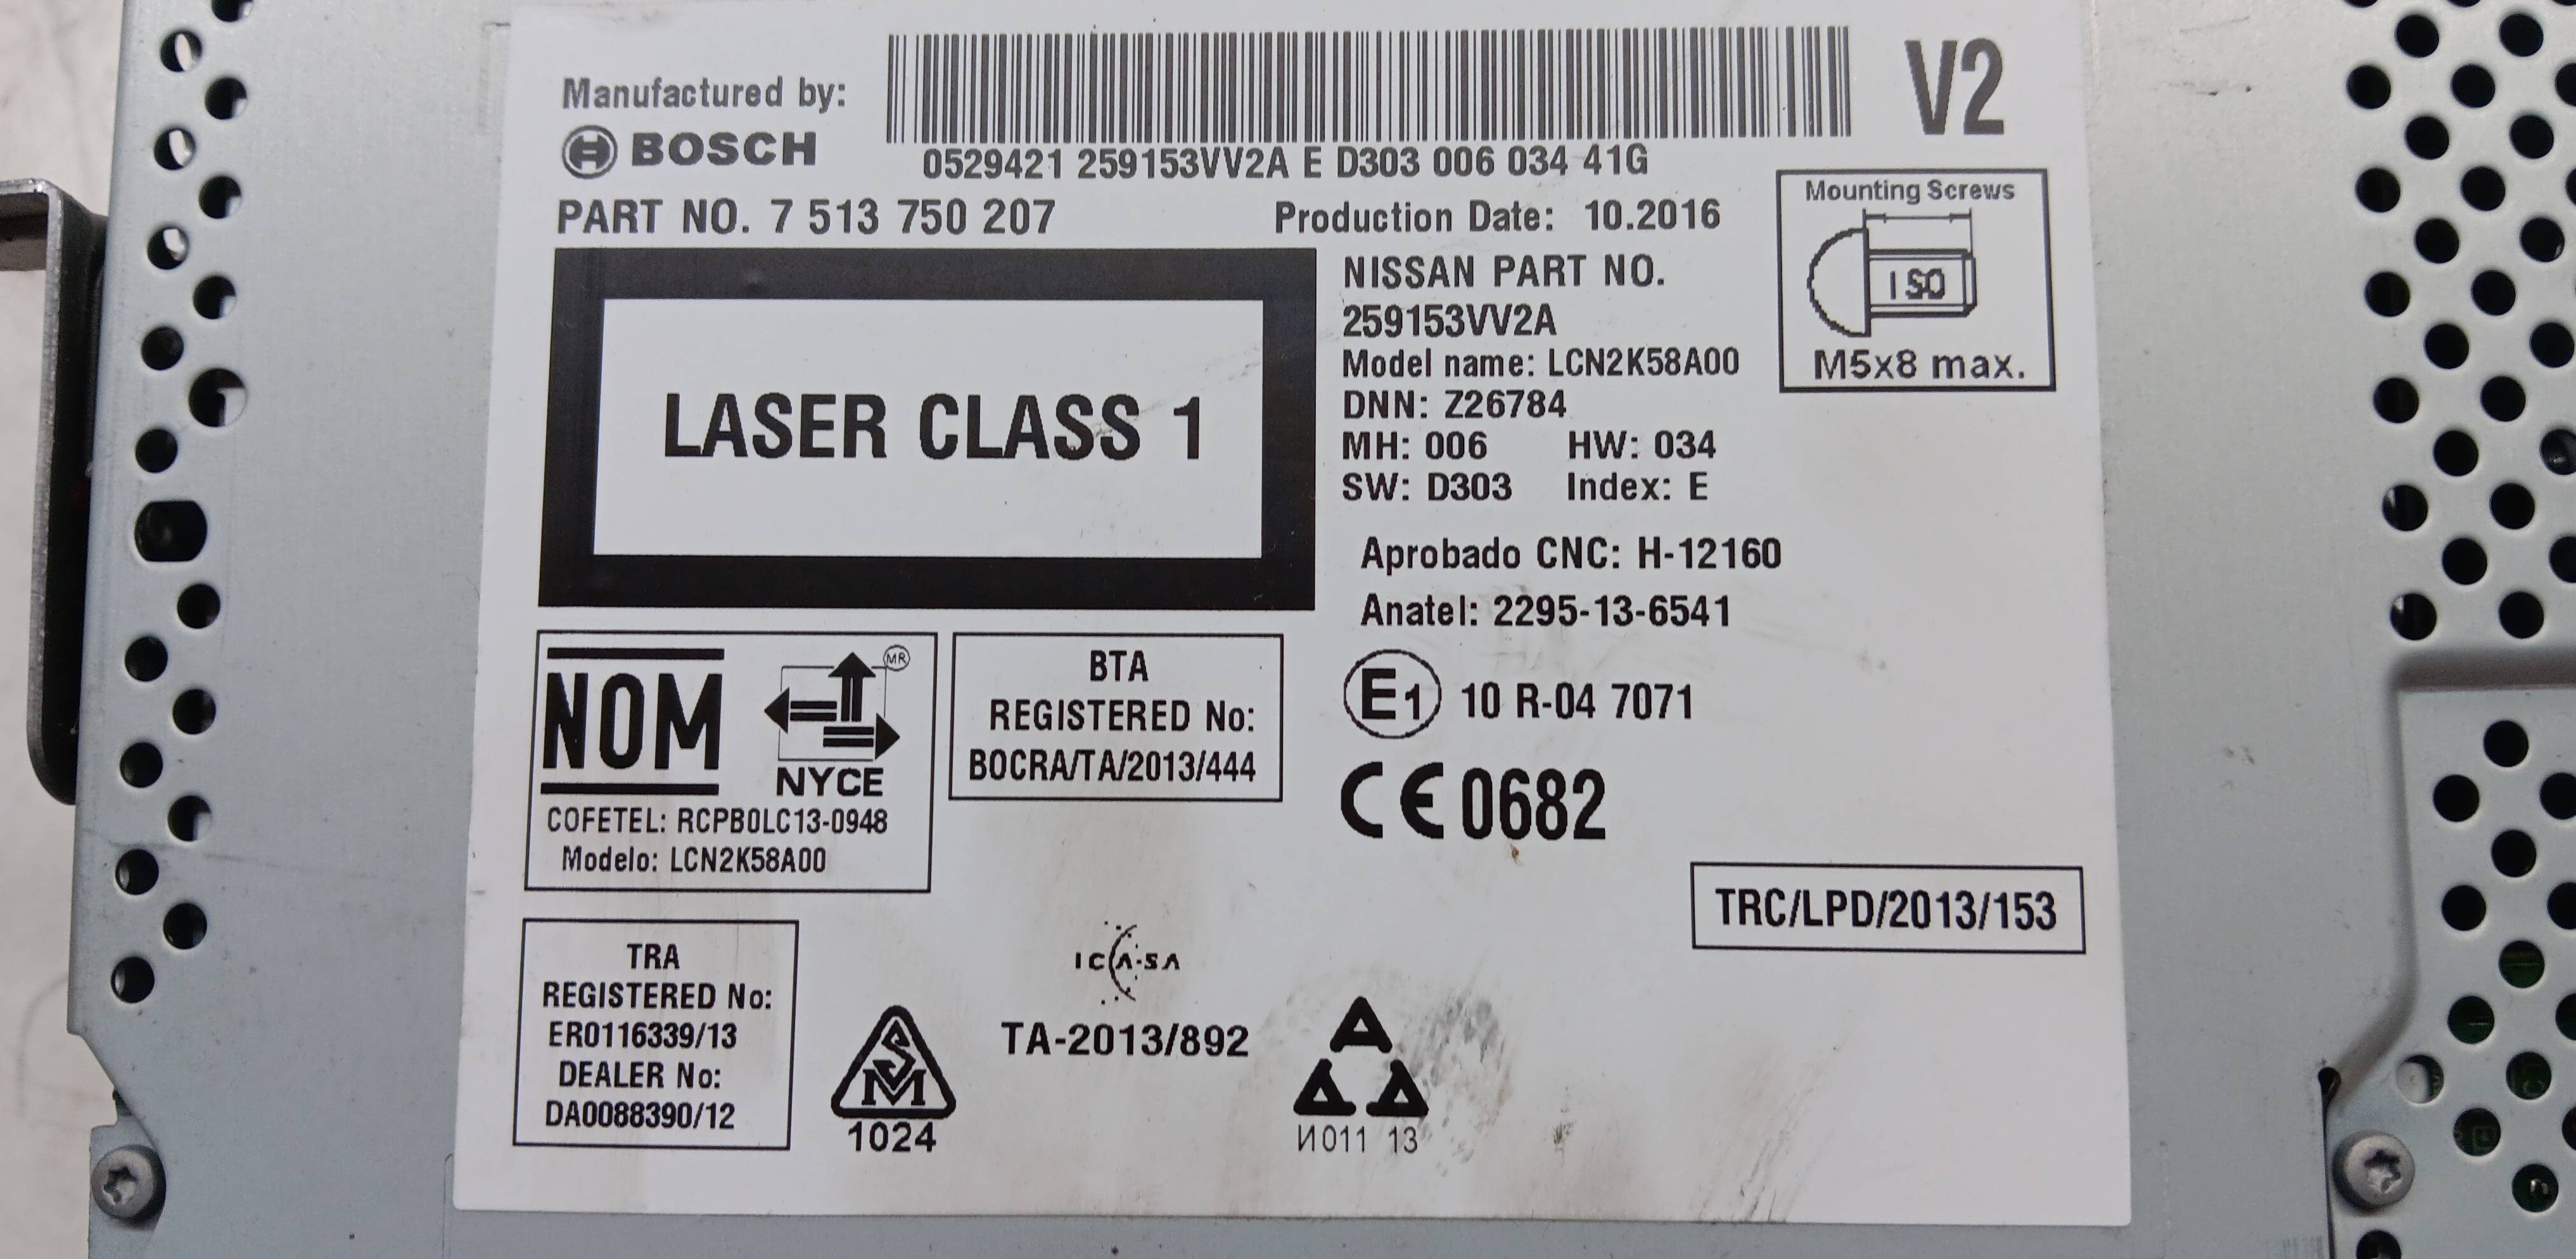 Manufactured by:
BOSCH
V2
0529421 259153VV2A E D303 006 034 41G
PART NO. 7 513 750 207
Production Date: 10.2016
Mounting Screws
ISO
M5x8 max.
LASER CLASS 1
NISSAN PART NO.
259153VV2A
Model name: LCN2K58A00
DNN: Z26784
MH: 006 HW: 034
SW: D303 Index: E
Aprobado CNC: H-12160
Anatel: 2295-13-6541
NOM
MR
NYCE
COFETEL: RCPBOLC13-0948
Modelo: LCN2K58A00
BTA
REGISTERED No:
BOCRA/TA/2013/444
E1 10 R-04 7071
CE 0682
TRC/LPD/2013/153
TRA
REGISTERED No:
ER0116339/13
DEALER No:
DA0088390/12
SM
1024
ICASA
TA-2013/892
И011 13